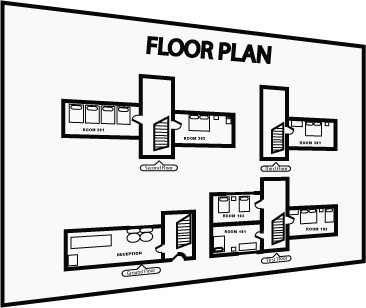 FLOOR PLAN
ROOM 201
ROOM 202
Second Floor
ROOM 301
Third Floor
ROOM 103
ROOM 101
ROOM 102
First Floor
RECEPTION
Ground Floor